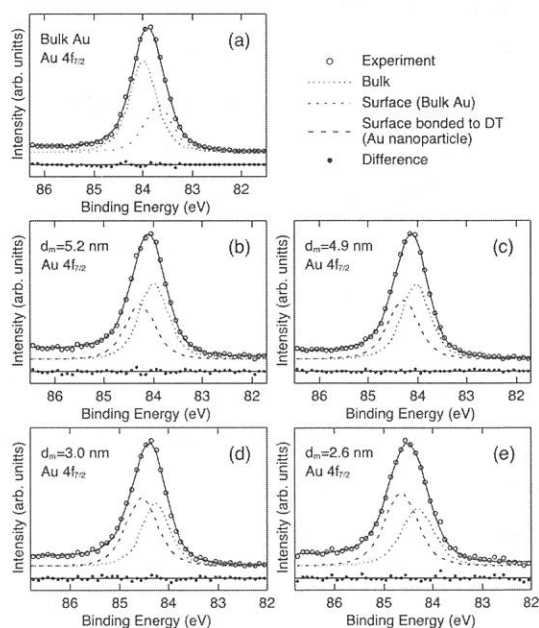 Bulk Au
Au 4f7/2
(a)
Intensity (arb. unitts)
86 85 84 83 82
Binding Energy (eV)
Experiment
Bulk
Surface (Bulk Au)
Surface bonded to DT
(Au nanoparticle)
Difference
dm=5.2 nm
Au 4f7/2
(b)
Intensity (arb. unitts)
86 85 84 83 82
Binding Energy (eV)
dm=4.9 nm
Au 4f7/2
(c)
Intensity (arb. unitts)
86 85 84 83 82
Binding Energy (eV)
dm=3.0 nm
Au 4f7/2
(d)
Intensity (arb. unitts)
86 85 84 83 82
Binding Energy (eV)
dm=2.6 nm
Au 4f7/2
(e)
Intensity (arb. unitts)
86 85 84 83 82
Binding Energy (eV)